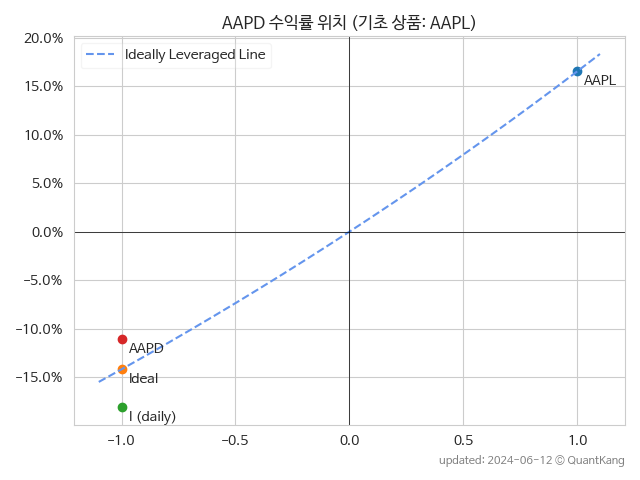 AAPD 수익률 위치 (기초 상품: AAPL)
20.0%
Ideally Leveraged Line
15.0%
AAPL
10.0%
5.0%
0.0%
−5.0%
−10.0%
AAPD
−15.0%
Ideal
I (daily)
−1.0 −0.5 0.0 0.5 1.0
updated: 2024-06-12 © QuantKang